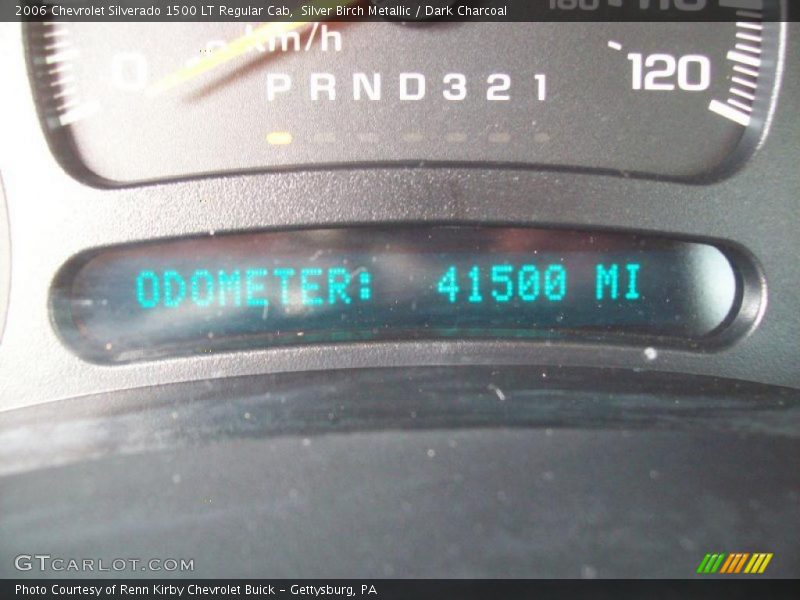 2006 Chevrolet Silverado 1500 LT Regular Cab, Silver Birch Metallic / Dark Charcoal
0 km/h
120
P R N D 3 2 1
ODOMETER: 41500 MI
GTCARLOT.COM
Photo Courtesy of Renn Kirby Chevrolet Buick - Gettysburg, PA